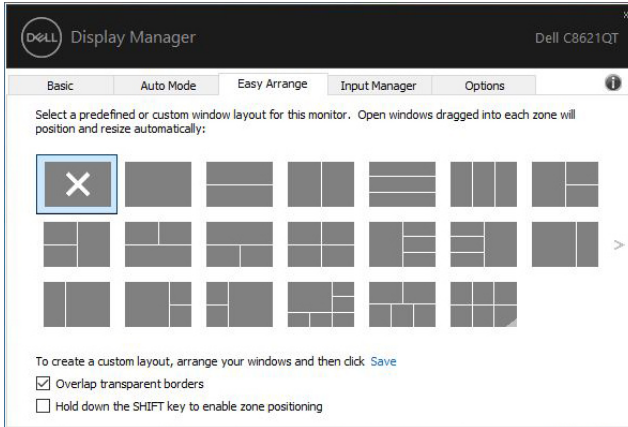 DELL Display Manager Dell C8621QT
Basic Auto Mode Easy Arrange Input Manager Options
Select a predefined or custom window layout for this monitor. Open windows dragged into each zone will
position and resize automatically:
To create a custom layout, arrange your windows and then click Save
Overlap transparent borders
Hold down the SHIFT key to enable zone positioning